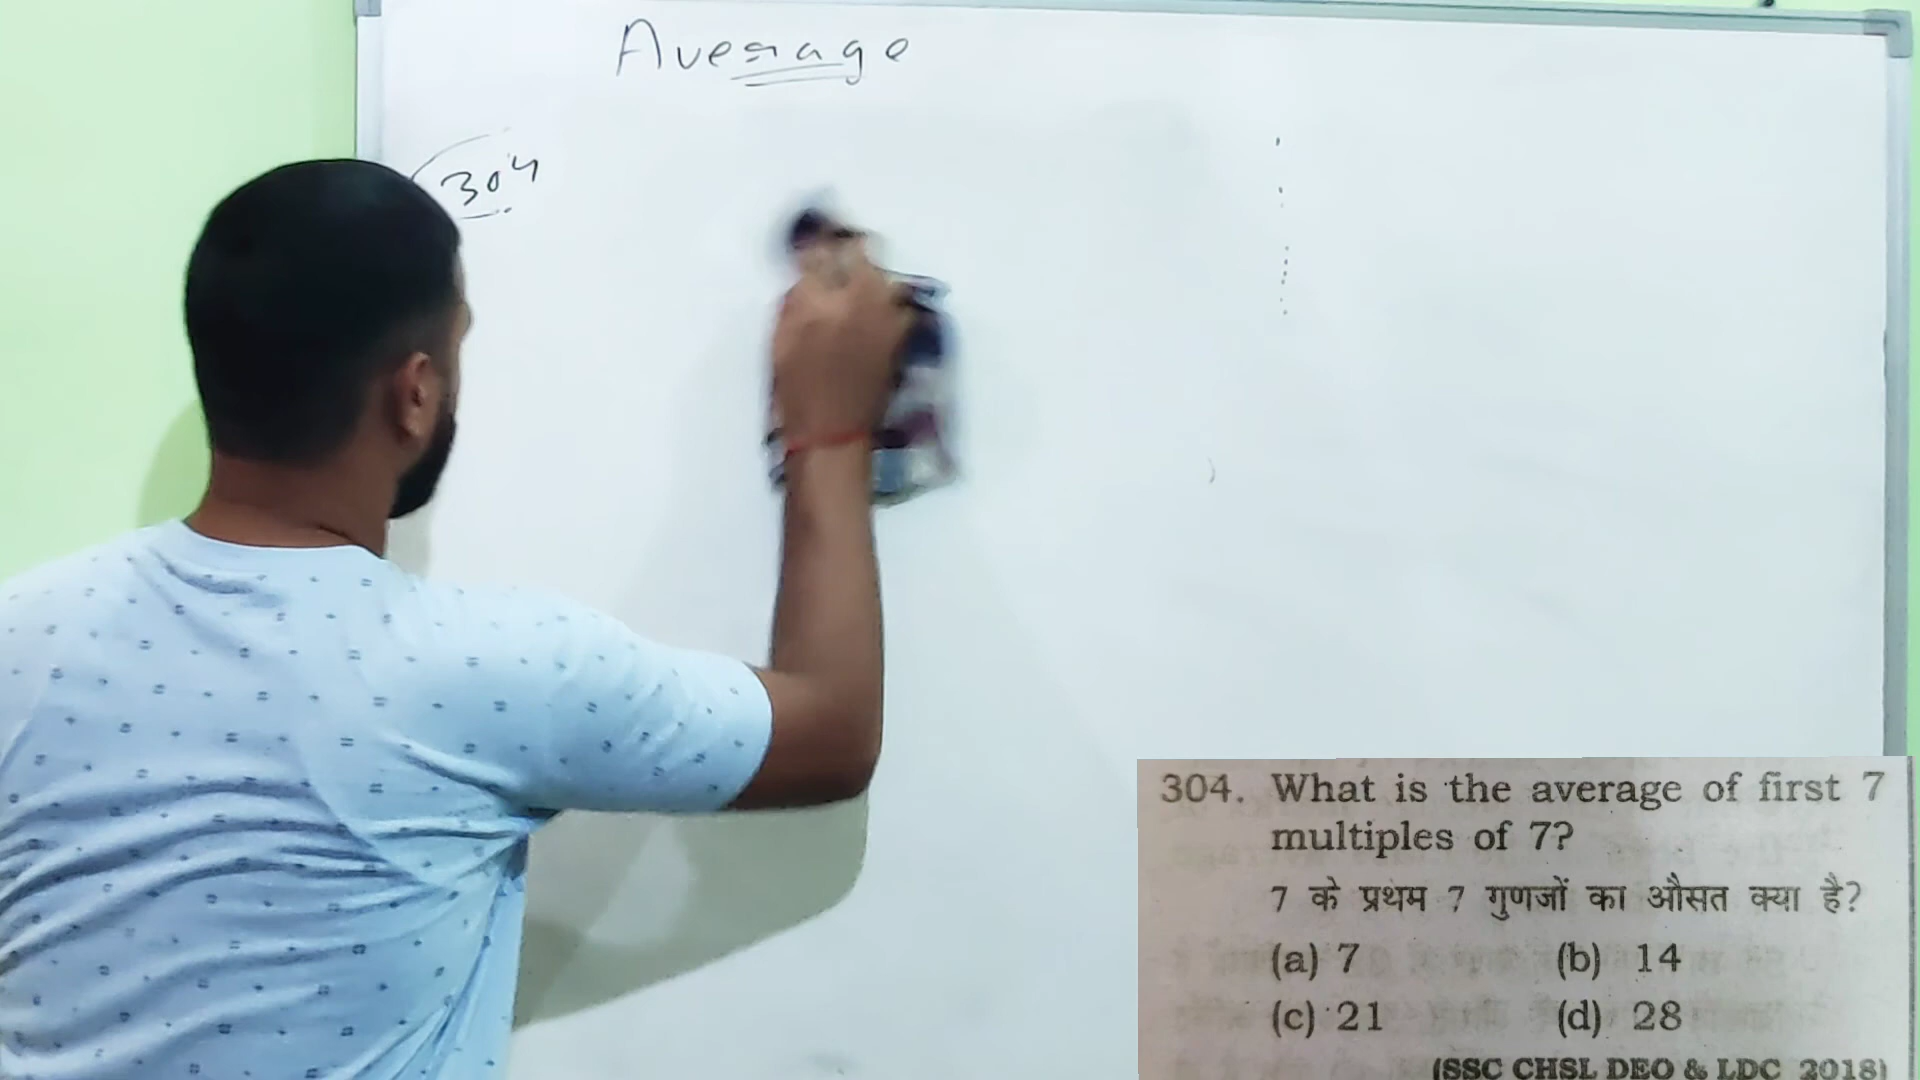 Average
304
304. What is the average of first 7
multiples of 7?
7 के प्रथम 7 गुणजों का औसत क्या है?
(a) 7 (b) 14
(c) 21 (d) 28
(SSC CHSL DEO & LDC 2018)